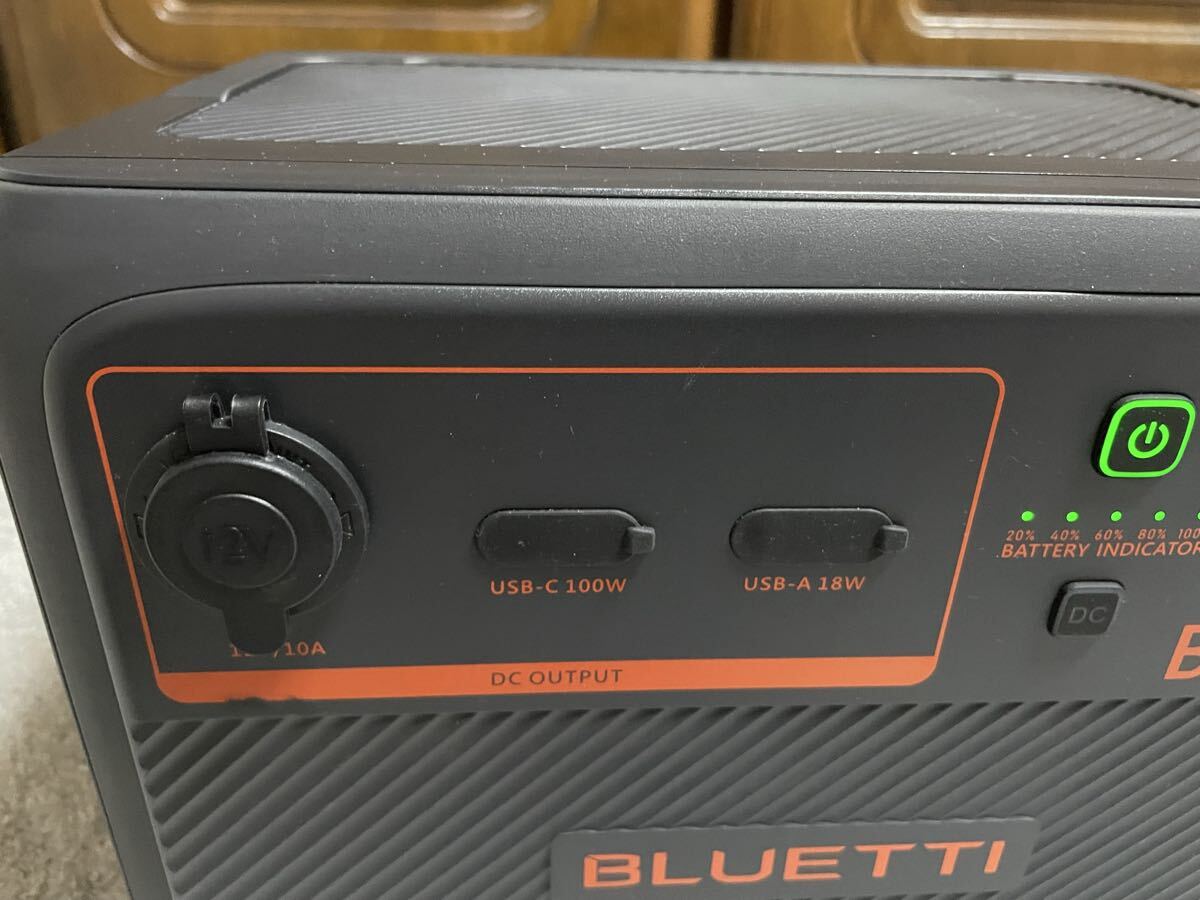 12V
USB-C 100W
USB-A 18W
/10A
DC OUTPUT
20% 40% 60% 80% 100
BATTERY INDICATOR
DC
B
BLUETTI